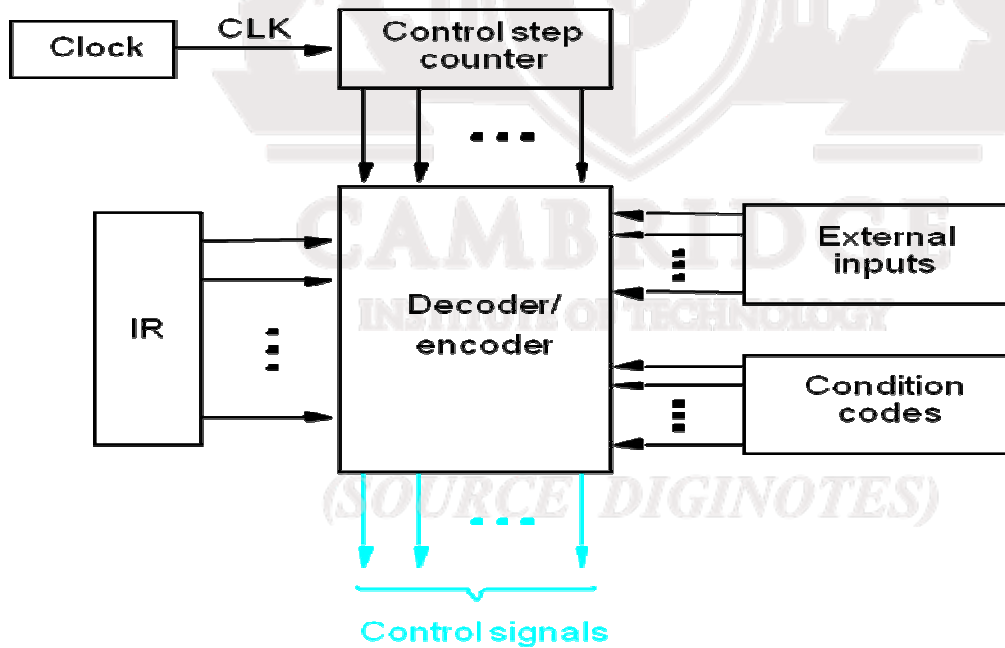 Clock
CLK
Control step
counter
IR
Decoder/
encoder
External
inputs
Condition
codes
CAMBRIDGE
INSTITUTE OF TECHNOLOGY
(SOURCE DIGINOTES)
Control signals